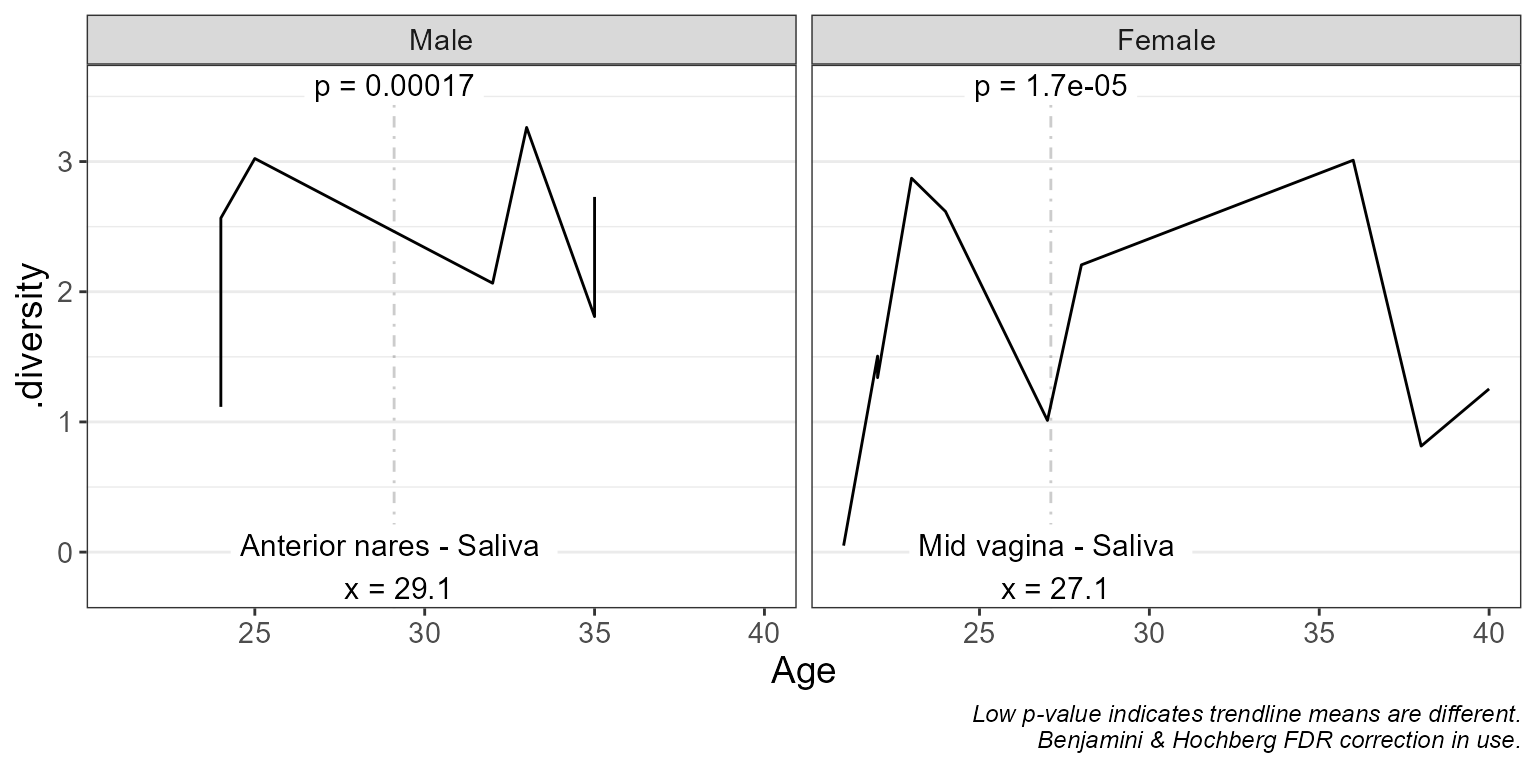 Male
Female
p = 0.00017
p = 1.7e-05
.diversity
3
2
1
0
Anterior nares - Saliva
x = 29.1
Mid vagina - Saliva
x = 27.1
25 30 35 40
25 30 35 40
Age
Low p-value indicates trendline means are different.
Benjamini & Hochberg FDR correction in use.